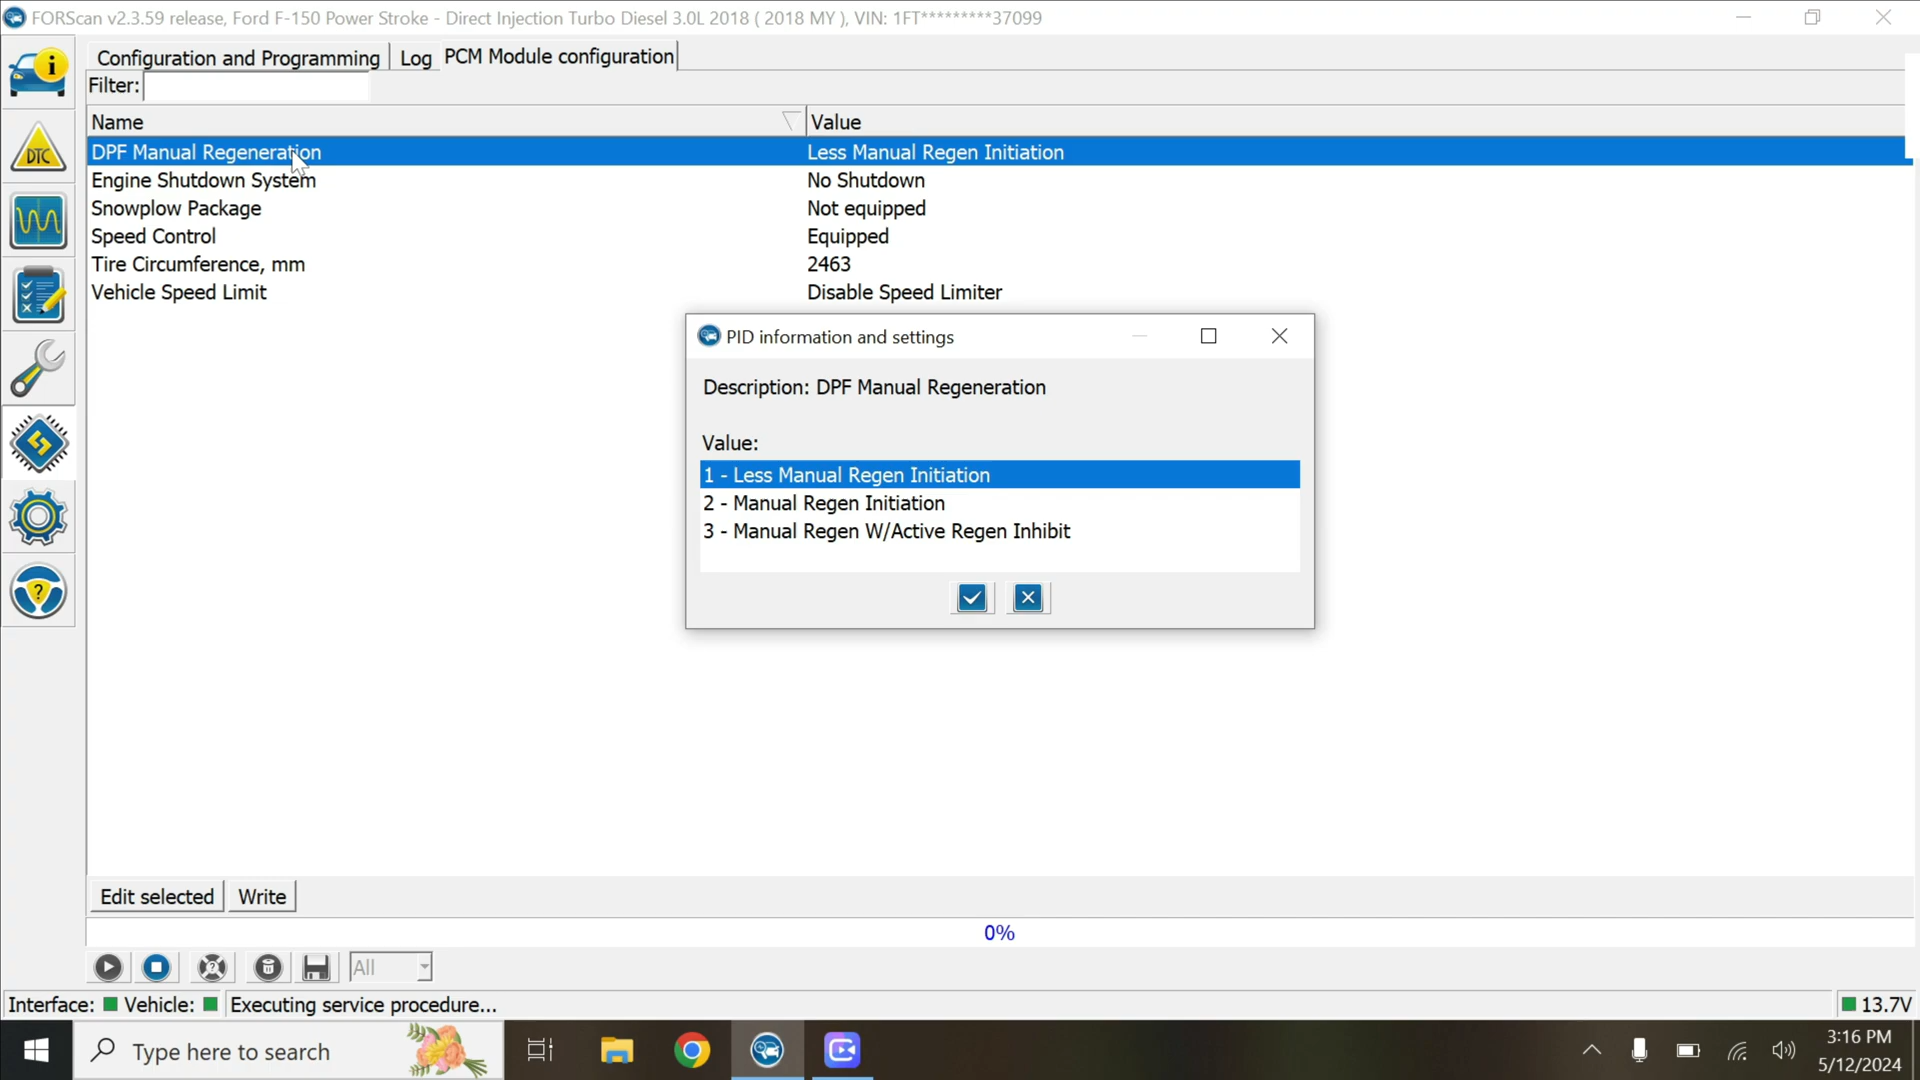 FORScan v2.3.59 release, Ford F-150 Power Stroke - Direct Injection Turbo Diesel 3.0L 2018 ( 2018 MY ), VIN: 1FT*********37099
Configuration and Programming
Log
PCM Module configuration
Filter:
Name
Value
DPF Manual Regeneration
Less Manual Regen Initiation
Engine Shutdown System
No Shutdown
Snowplow Package
Not equipped
Speed Control
Equipped
Tire Circumference, mm
2463
Vehicle Speed Limit
Disable Speed Limiter
DTC
PID information and settings
Description: DPF Manual Regeneration
Value:
1 - Less Manual Regen Initiation
2 - Manual Regen Initiation
3 - Manual Regen W/Active Regen Inhibit
Edit selected
Write
0%
All
Interface:
Vehicle:
Executing service procedure...
13.7V
Type here to search
3:16 PM
5/12/2024